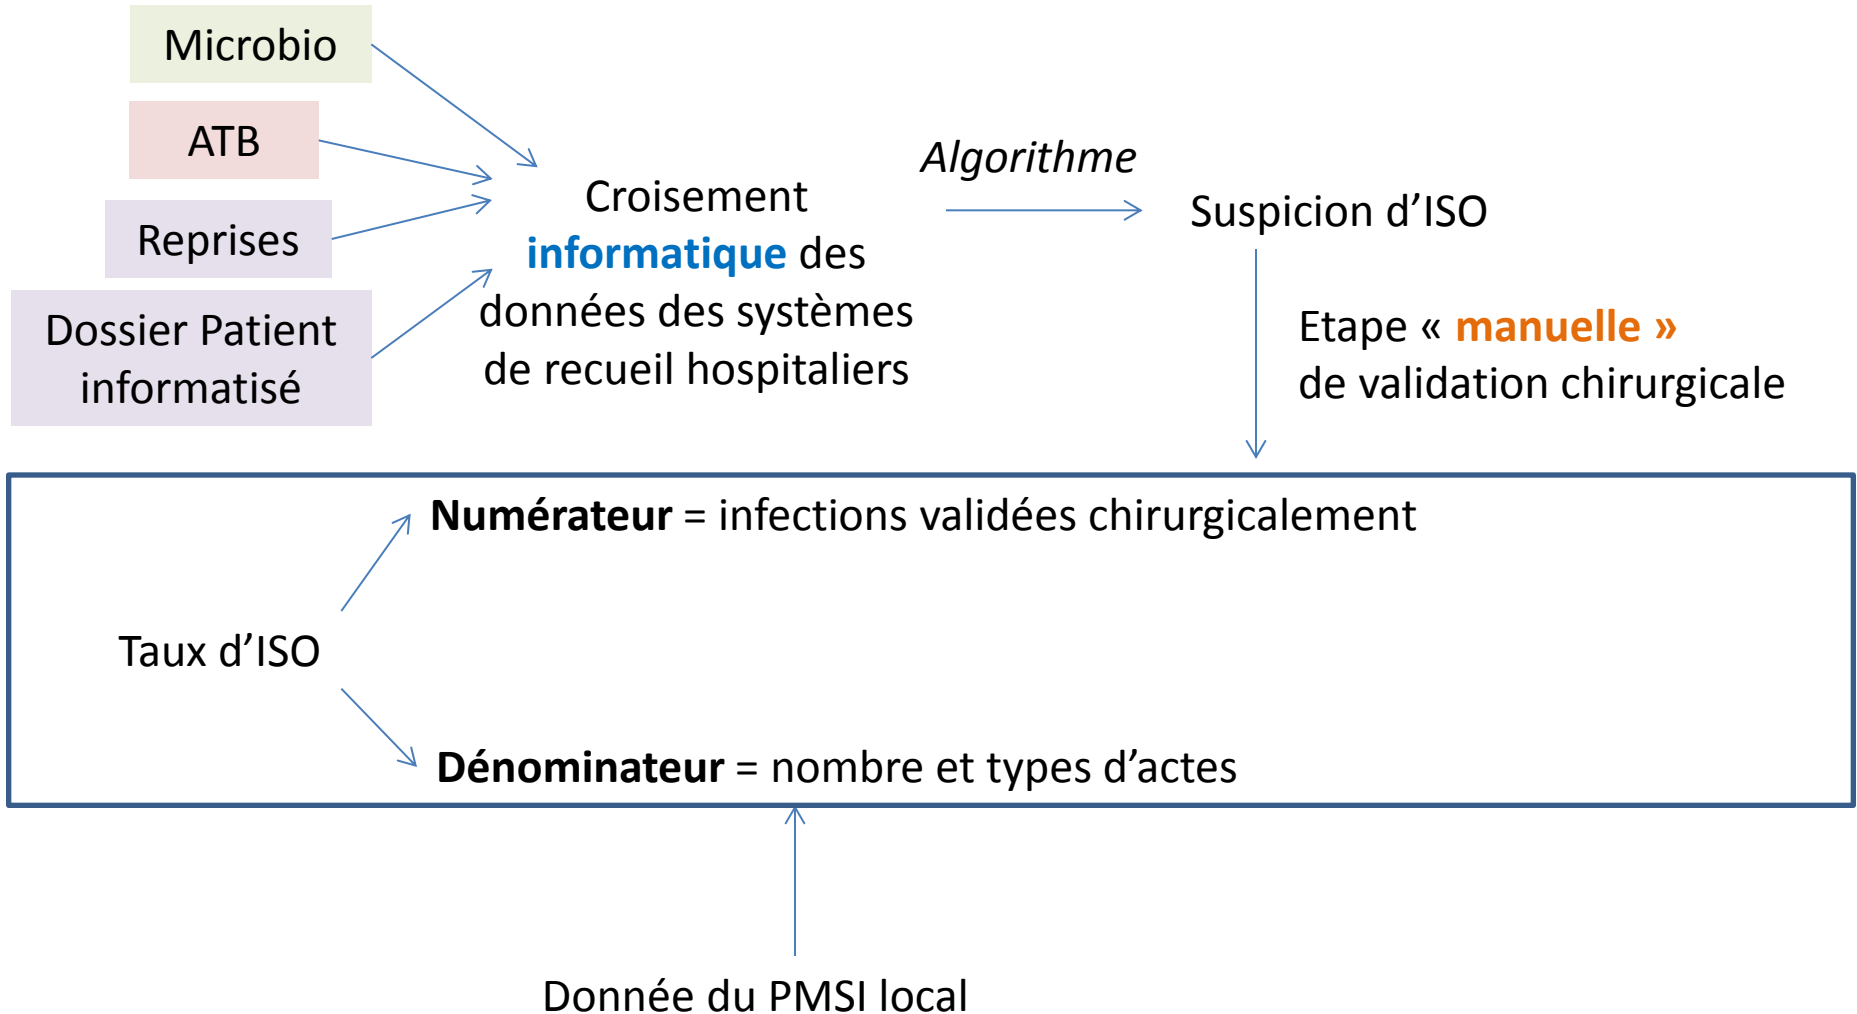 Microbio
ATB
Reprises
Dossier Patient
informatisé
Croisement
informatique des
données des systèmes
de recueil hospitaliers
Algorithme
Suspicion d’ISO
Etape « manuelle »
de validation chirurgicale
Numérateur = infections validées chirurgicalement
Taux d’ISO
Dénominateur = nombre et types d’actes
Donnée du PMSI local